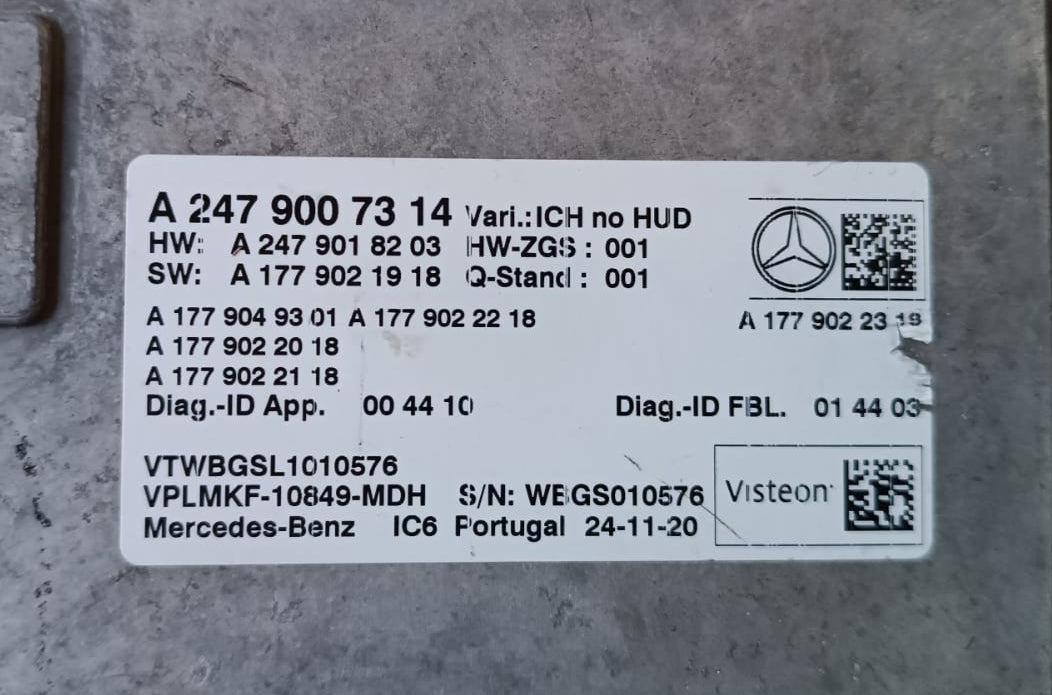 A 247 900 73 14 Vari.:ICH no HUD
HW: A 247 901 82 03 HW-ZGS : 001
SW: A 177 902 19 18 Q-Stand : 001
A 177 904 93 01 A 177 902 22 18
A 177 902 23 19
A 177 902 20 18
A 177 902 21 18
Diag.-ID App. 00 44 10 Diag.-ID FBL. 01 44 03
VTWBGSL1010576
VPLMKF-10849-MDH S/N: WBGS010576 Visteon
Mercedes-Benz IC6 Portugal 24-11-20